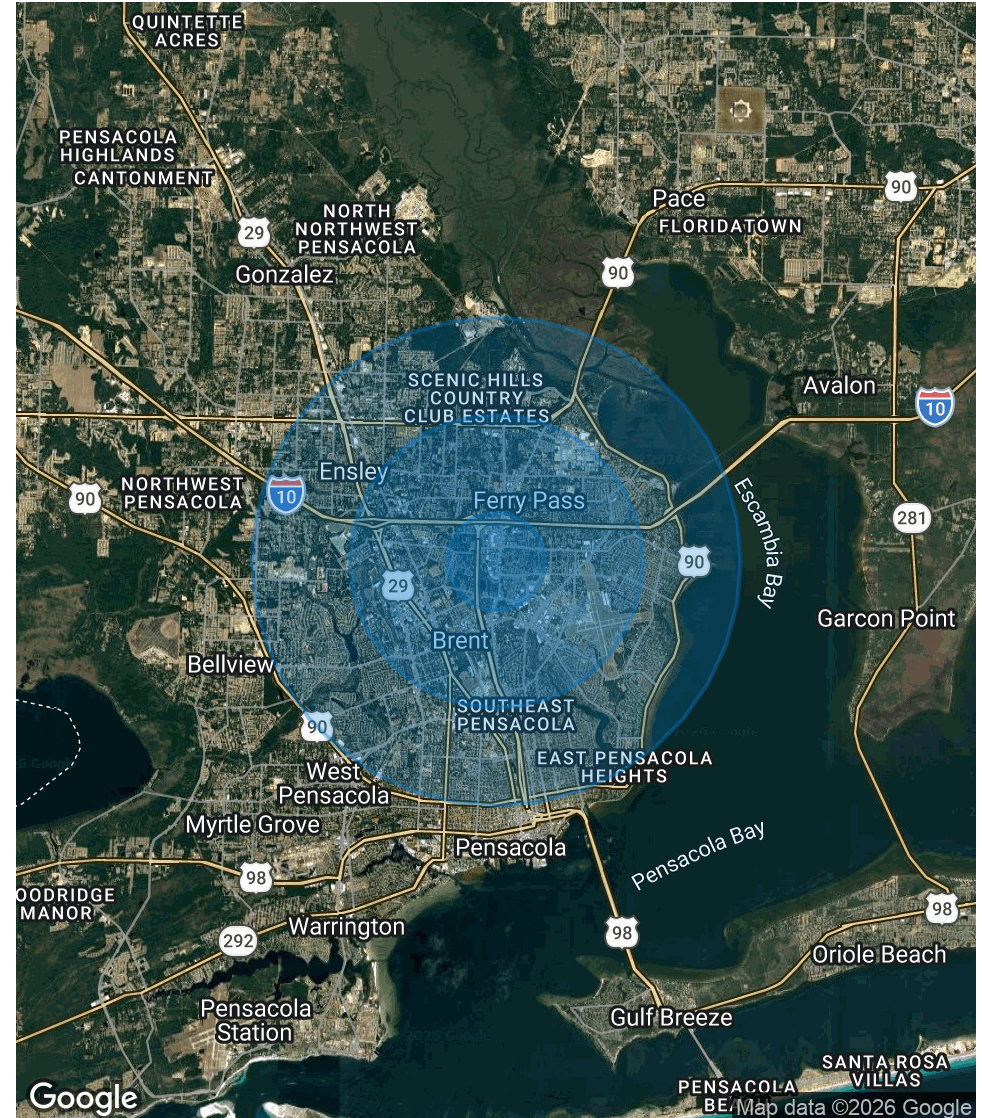 QUINTETTE
ACRES
PENSACOLA
HIGHLANDS
CANTONMENT
90
Pace
FLORIDATOWN
NORTH
NORTHWEST
PENSACOLA
29
Gonzalez
90
SCENIC HILLS
COUNTRY
CLUB ESTATES
Avalon
10
Ensley
NORTHWEST
PENSACOLA
90
10
Ferry Pass
281
Escambia Bay
90
29
Garcon Point
Brent
Bellview
SOUTHEAST
PENSACOLA
90
EAST PENSACOLA
HEIGHTS
West
Pensacola
Myrtle Grove
Pensacola
Pensacola Bay
98
OODRIDGE
MANOR
98
Warrington
292
98
Oriole Beach
Pensacola
Station
Gulf Breeze
SANTA ROSA
VILLAS
PENSACOLA
Google
Map data ©2026 Google